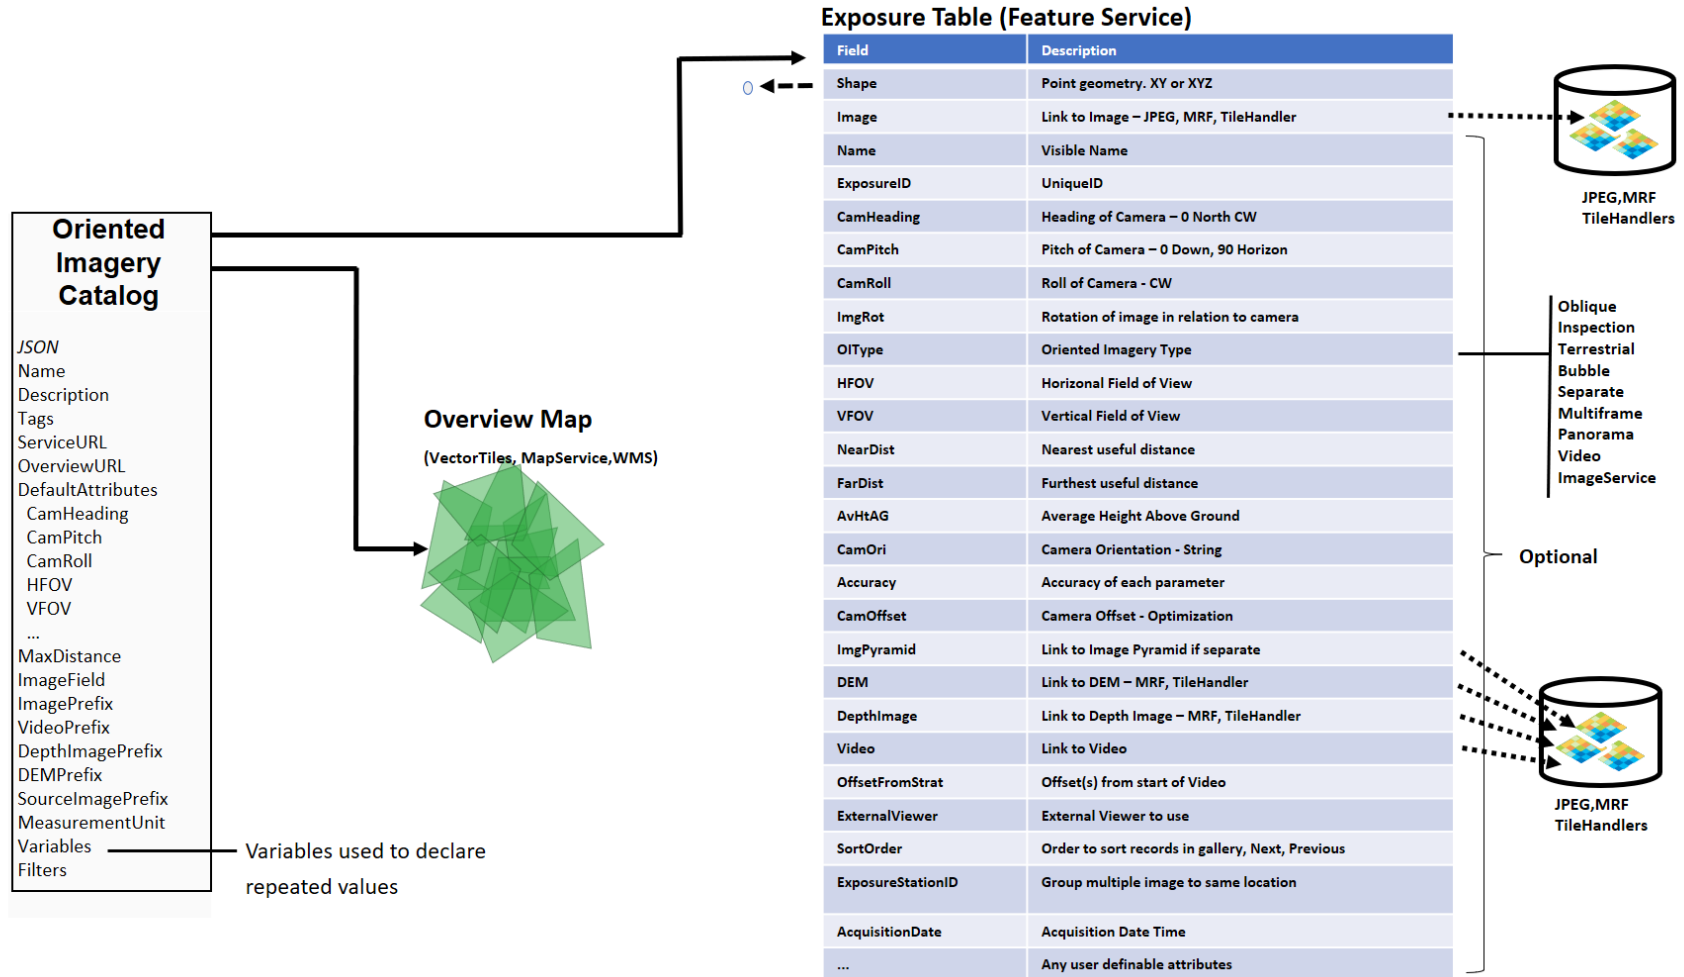 Exposure Table (Feature Service)
Field Description
Shape Point geometry. XY or XYZ
Image Link to Image – JPEG, MRF, TileHandler
Name Visible Name
ExposureID UniqueID
CamHeading Heading of Camera – 0 North CW
CamPitch Pitch of Camera – 0 Down, 90 Horizon
CamRoll Roll of Camera - CW
ImgRot Rotation of image in relation to camera
OIType Oriented Imagery Type
HFOV Horizonal Field of View
VFOV Vertical Field of View
NearDist Nearest useful distance
FarDist Furthest useful distance
AvHtAG Average Height Above Ground
CamOri Camera Orientation - String
Accuracy Accuracy of each parameter
CamOffset Camera Offset - Optimization
ImgPyramid Link to Image Pyramid if separate
DEM Link to DEM – MRF, TileHandler
DepthImage Link to Depth Image – MRF, TileHandler
Video Link to Video
OffsetFromStrat Offset(s) from start of Video
ExternalViewer External Viewer to use
SortOrder Order to sort records in gallery, Next, Previous
ExposureStationID Group multiple image to same location
AcquisitionDate Acquisition Date Time
... Any user definable attributes
Oriented
Imagery
Catalog
JSON
Name
Description
Tags
ServiceURL
OverviewURL
DefaultAttributes
CamHeading
CamPitch
CamRoll
HFOV
VFOV
...
MaxDistance
ImageField
ImagePrefix
VideoPrefix
DepthImagePrefix
DEMPrefix
SourceImagePrefix
MeasurementUnit
Variables
Filters
Variables used to declare
repeated values
Overview Map
(VectorTiles, MapService,WMS)
JPEG,MRF
TileHandlers
Oblique
Inspection
Terrestrial
Bubble
Separate
Multiframe
Panorama
Video
ImageService
Optional
JPEG,MRF
TileHandlers